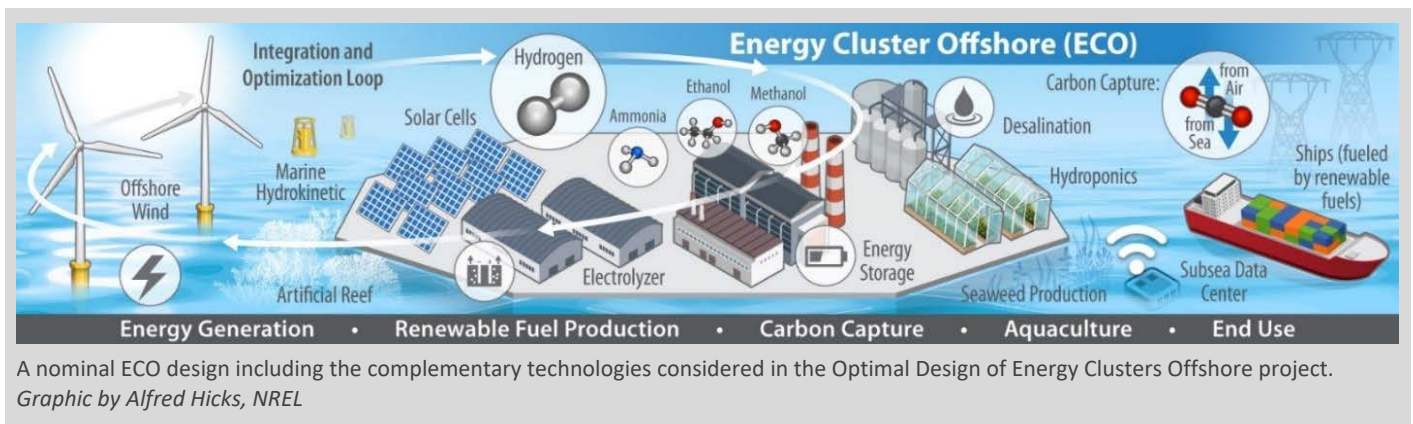 Energy Cluster Offshore (ECO)
Integration and
Optimization Loop
Hydrogen
Solar Cells
Ammonia
Ethanol
Methanol
Carbon Capture:
from
Air
from
Sea
Desalination
Marine
Hydrokinetic
Offshore
Wind
Hydroponics
Ships (fueled
by renewable
fuels)
Artificial Reef
Electrolyzer
Energy
Storage
Seaweed Production
Subsea Data
Center
Energy Generation • Renewable Fuel Production • Carbon Capture • Aquaculture • End Use
A nominal ECO design including the complementary technologies considered in the Optimal Design of Energy Clusters Offshore project.
Graphic by Alfred Hicks, NREL